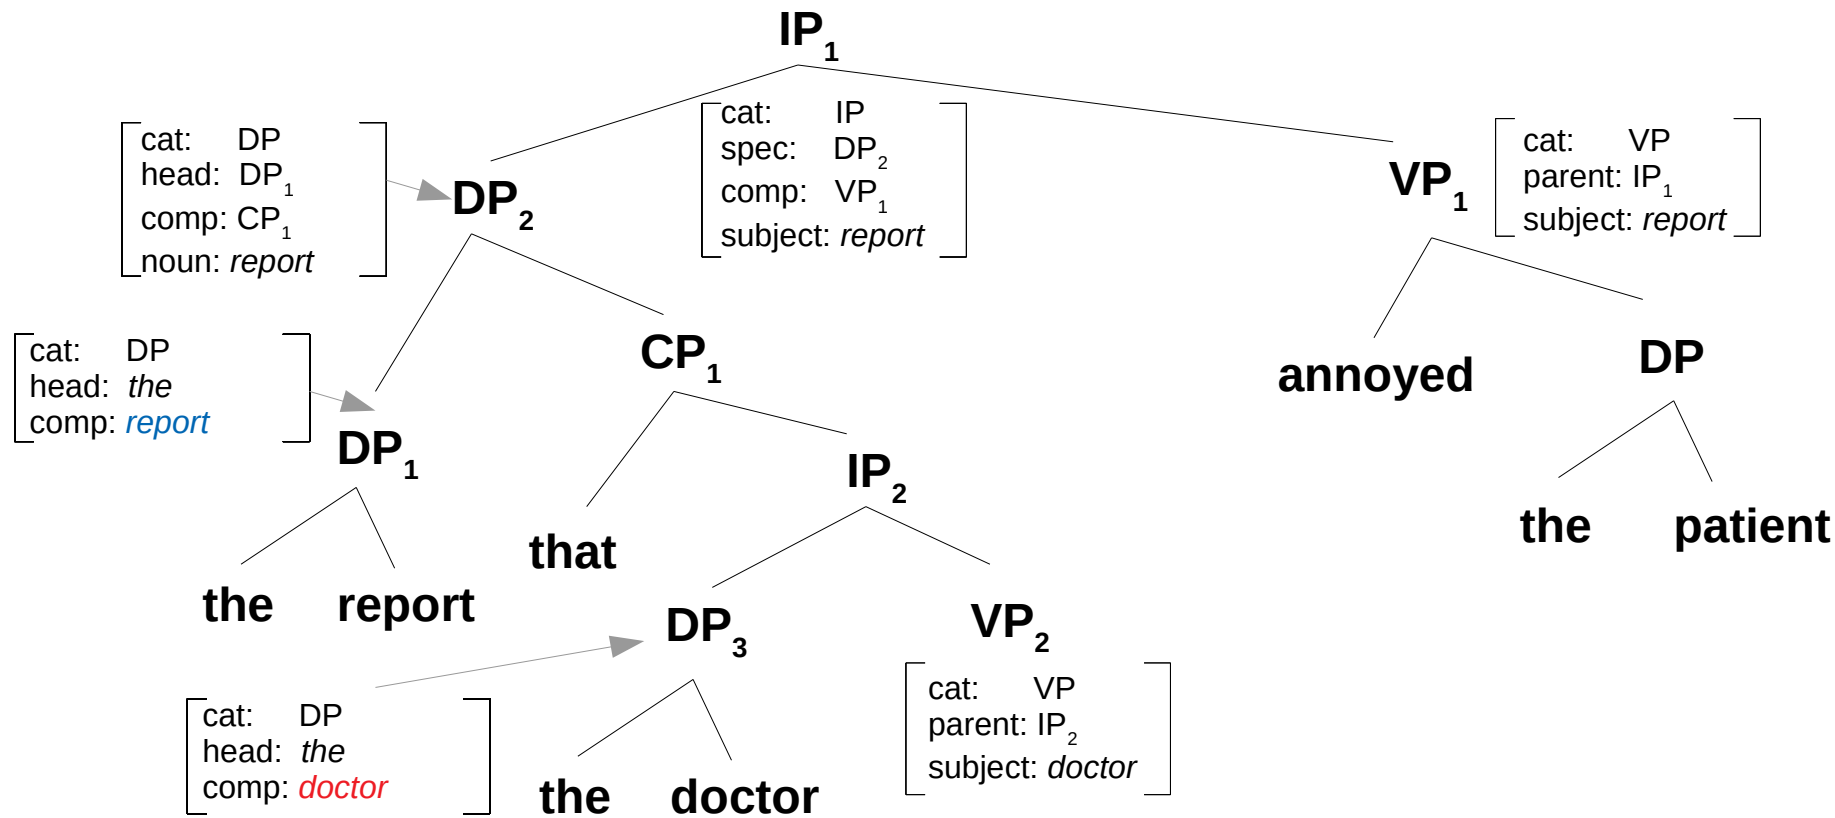 IP1
cat: IP
spec: DP2
comp: VP1
subject: report
cat: DP
head: DP1
comp: CP1
noun: report
DP2
VP1
cat: VP
parent: IP1
subject: report
cat: DP
head: the
comp: report
DP1
CP1
annoyed
DP
the report
that
IP2
the patient
DP3
VP2
cat: DP
head: the
comp: doctor
the doctor
cat: VP
parent: IP2
subject: doctor